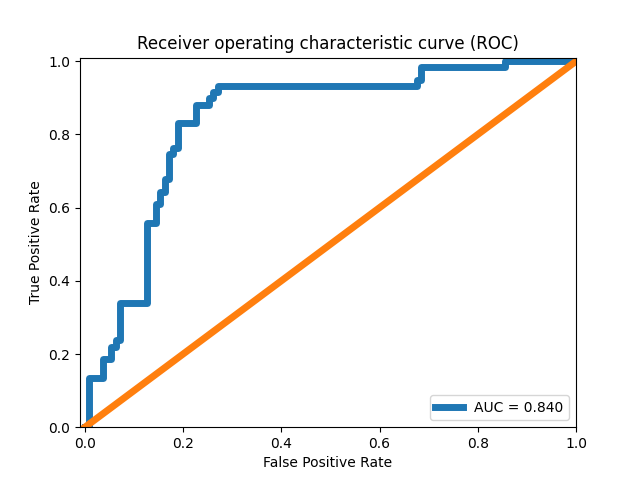 Receiver operating characteristic curve (ROC)
1.0
0.8
0.6
0.4
0.2
0.0
True Positive Rate
AUC = 0.840
0.0 0.2 0.4 0.6 0.8 1.0
False Positive Rate